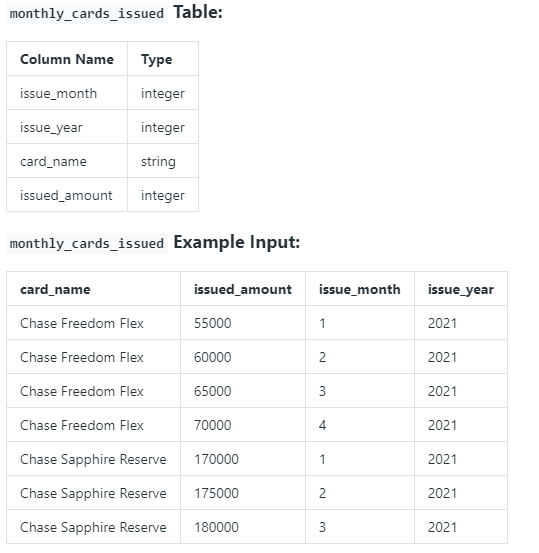 monthly_cards_issued Table:
Column Name Type
issue_month integer
issue_year integer
card_name string
issued_amount integer
monthly_cards_issued Example Input:
card_name issued_amount issue_month issue_year
Chase Freedom Flex 55000 1 2021
Chase Freedom Flex 60000 2 2021
Chase Freedom Flex 65000 3 2021
Chase Freedom Flex 70000 4 2021
Chase Sapphire Reserve 170000 1 2021
Chase Sapphire Reserve 175000 2 2021
Chase Sapphire Reserve 180000 3 2021